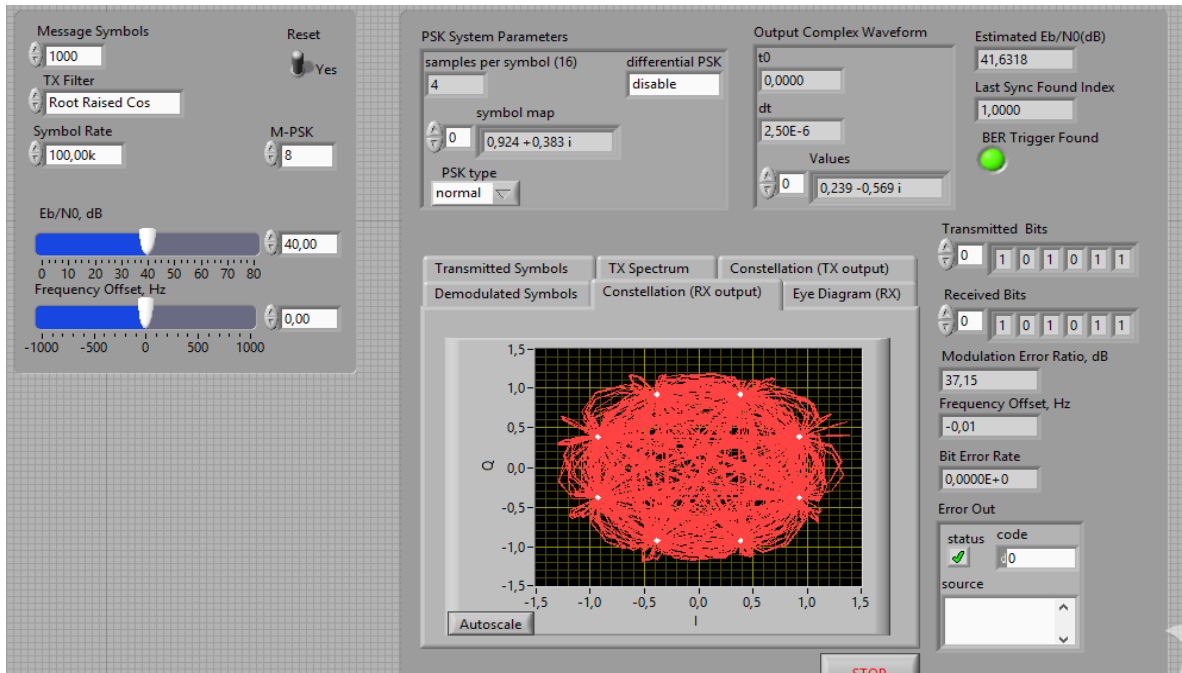 Message Symbols
1000
Reset
Yes
TX Filter
Root Raised Cos
Symbol Rate
100,00k
M-PSK
8
Eb/N0, dB
40,00
0 10 20 30 40 50 60 70 80
Frequency Offset, Hz
0,00
-1000 -500 0 500 1000
PSK System Parameters
samples per symbol (16)
4
differential PSK
disable
symbol map
0
0,924 +0,383 i
PSK type
normal
Output Complex Waveform
t0
0,0000
dt
2,50E-6
Values
0
0,239 -0,569 i
Estimated Eb/N0(dB)
41,6318
Last Sync Found Index
1,0000
BER Trigger Found
Transmitted Symbols
TX Spectrum
Constellation (TX output)
Demodulated Symbols
Constellation (RX output)
Eye Diagram (RX)
1,5
1,0
0,5
0,0
-0,5
-1,0
-1,5
Q
-1,5 -1,0 -0,5 0,0 0,5 1,0 1,5
I
Autoscale
Transmitted Bits
0
1 0 1 0 1 1
Received Bits
0
1 0 1 0 1 1
Modulation Error Ratio, dB
37,15
Frequency Offset, Hz
-0,01
Bit Error Rate
0,0000E+0
Error Out
status
code
d0
source
STOP